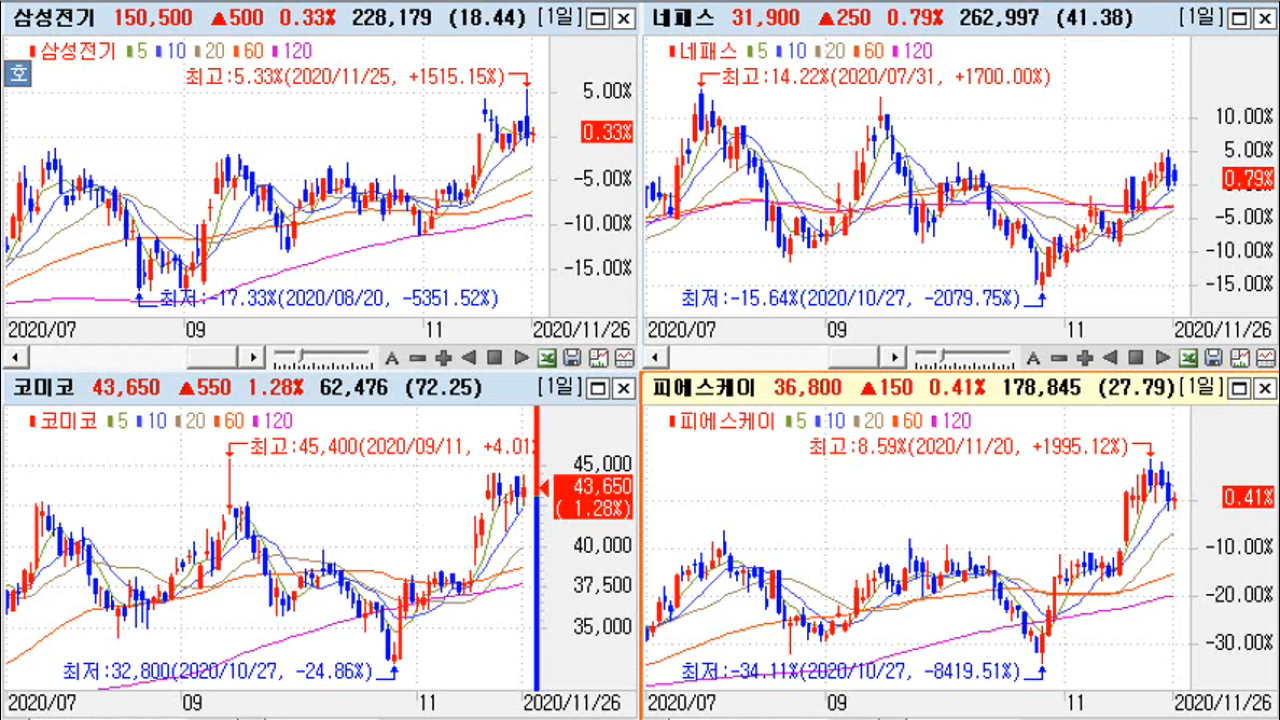 삼성전기 150,500 ▲500 0.33% 228,179 (18.44) [1일]
삼성전기 5 10 20 60 120
호
최고:5.33%(2020/11/25, +1515.15%)
5.00%
0.33%
-5.00%
-10.00%
-15.00%
최저:-17.33%(2020/08/20, -5351.52%)
2020/07 09 11 2020/11/26
A
네패스 31,900 ▲250 0.79% 262,997 (41.38) [1일]
네패스 5 10 20 60 120
최고:14.22%(2020/07/31, +1700.00%)
10.00%
5.00%
0.79%
-5.00%
-10.00%
-15.00%
최저:-15.64%(2020/10/27, -2079.75%)
2020/07 09 11 2020/11/26
A
코미코 43,650 ▲550 1.28% 62,476 (72.25) [1일]
코미코 5 10 20 60 120
최고:45,400(2020/09/11, +4.01
45,000
43,650
( 1.28%)
40,000
37,500
35,000
최저:32,800(2020/10/27, -24.86%)
2020/07 09 11 2020/11/26
피에스케이 36,800 ▲150 0.41% 178,845 (27.79) [1일]
피에스케이 5 10 20 60 120
최고:8.59%(2020/11/20, +1995.12%)
0.41%
-10.00%
-20.00%
-30.00%
최저:-34.11%(2020/10/27, -8419.51%)
2020/07 09 11 2020/11/26